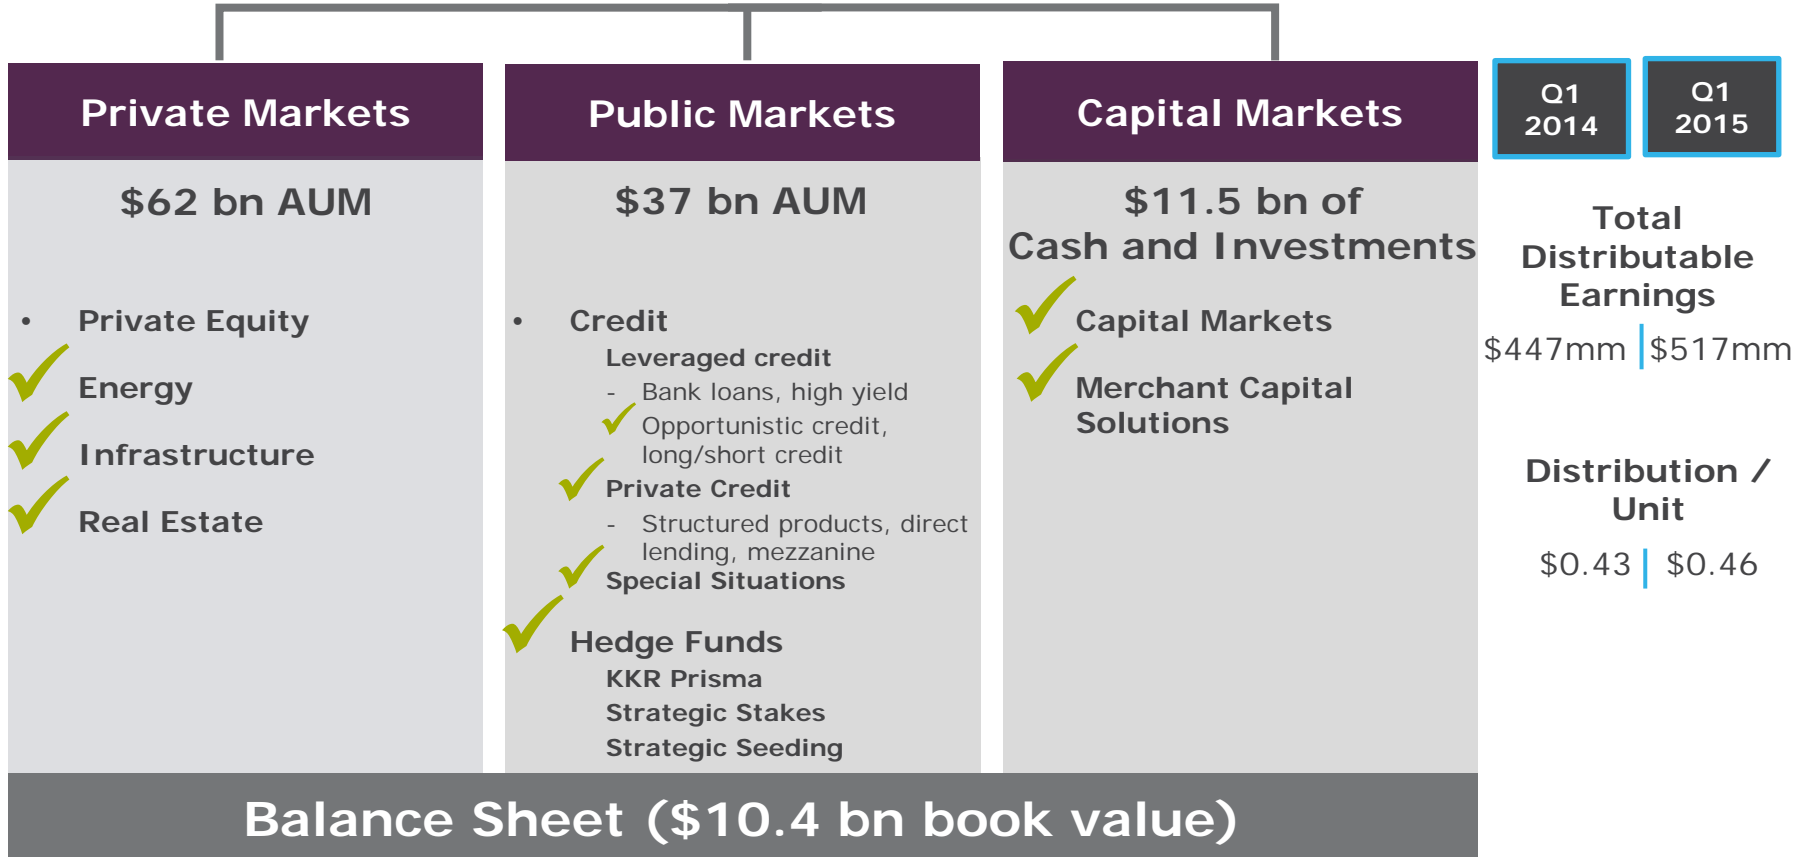 Private Markets
$62 bn AUM
• Private Equity
Energy
Infrastructure
Real Estate
Public Markets
$37 bn AUM
• Credit
Leveraged credit
- Bank loans, high yield
Opportunistic credit,
long/short credit
Private Credit
- Structured products, direct
lending, mezzanine
Special Situations
Hedge Funds
KKR Prisma
Strategic Stakes
Strategic Seeding
Capital Markets
$11.5 bn of
Cash and Investments
Capital Markets
Merchant Capital
Solutions
Balance Sheet ($10.4 bn book value)
Q1
2014
Q1
2015
Total
Distributable
Earnings
$447mm $517mm
Distribution /
Unit
$0.43 $0.46